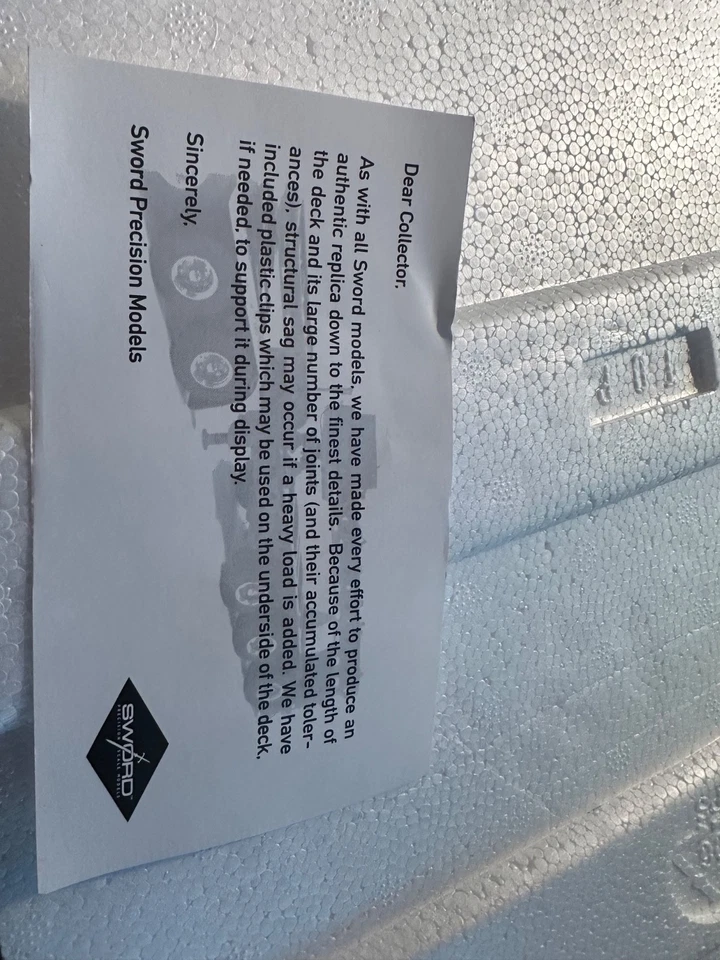 Dear Collector,
As with all Sword models, we have made every effort to produce an
authentic replica down to the finest details. Because of the length of
the deck and its large number of joints (and their accumulated toler-
ances), structural sag may occur if a heavy load is added. We have
included plastic clips which may be used on the underside of the deck,
if needed, to support it during display.
Sincerely,
Sword Precision Models
SWORD